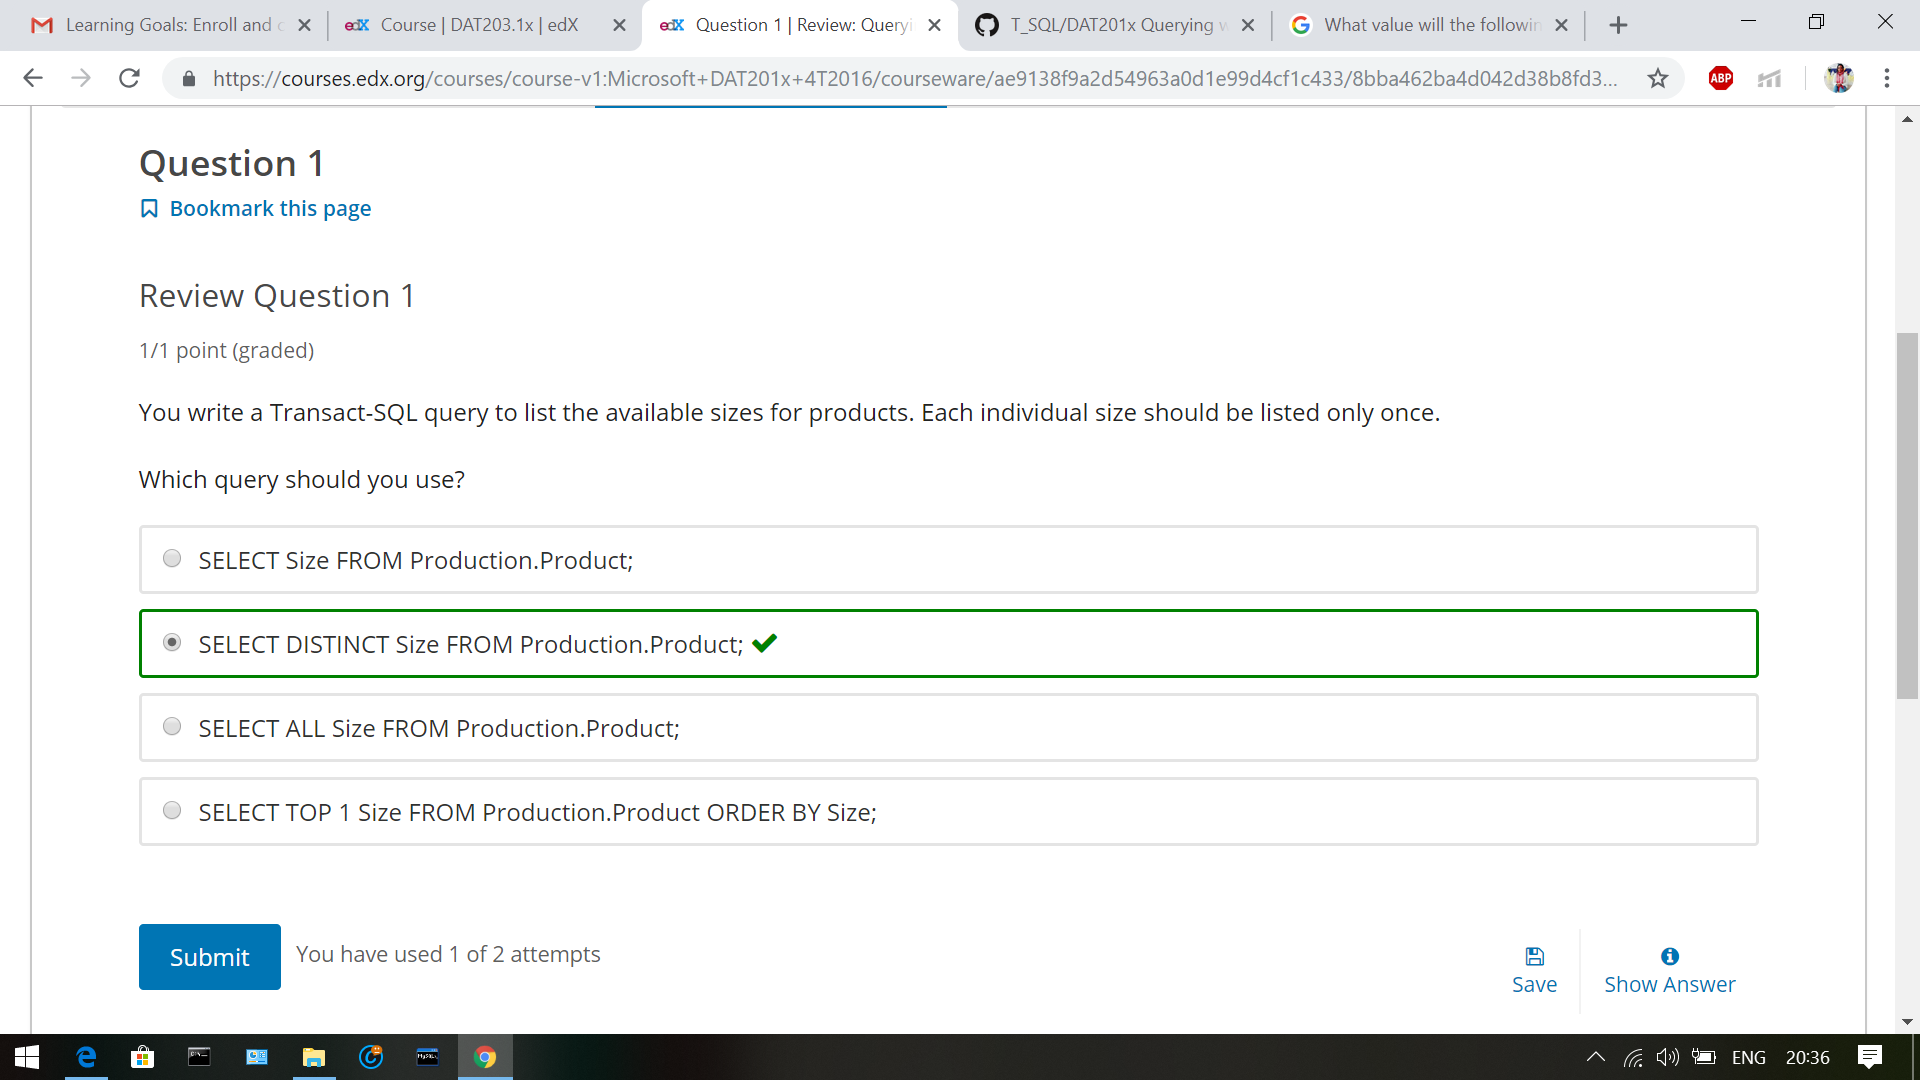 Learning Goals: Enroll and c
edX Course | DAT203.1x | edX
edX Question 1 | Review: Queryi
T_SQL/DAT201x Querying w
What value will the followin
https://courses.edx.org/courses/course-v1:Microsoft+DAT201x+4T2016/courseware/ae9138f9a2d54963a0d1e99d4cf1c433/8bba462ba4d042d38b8fd3...
ABP
Question 1
Bookmark this page
Review Question 1
1/1 point (graded)
You write a Transact-SQL query to list the available sizes for products. Each individual size should be listed only once.
Which query should you use?
SELECT Size FROM Production.Product;
SELECT DISTINCT Size FROM Production.Product;
SELECT ALL Size FROM Production.Product;
SELECT TOP 1 Size FROM Production.Product ORDER BY Size;
Submit
You have used 1 of 2 attempts
Save
Show Answer
ENG
20:36